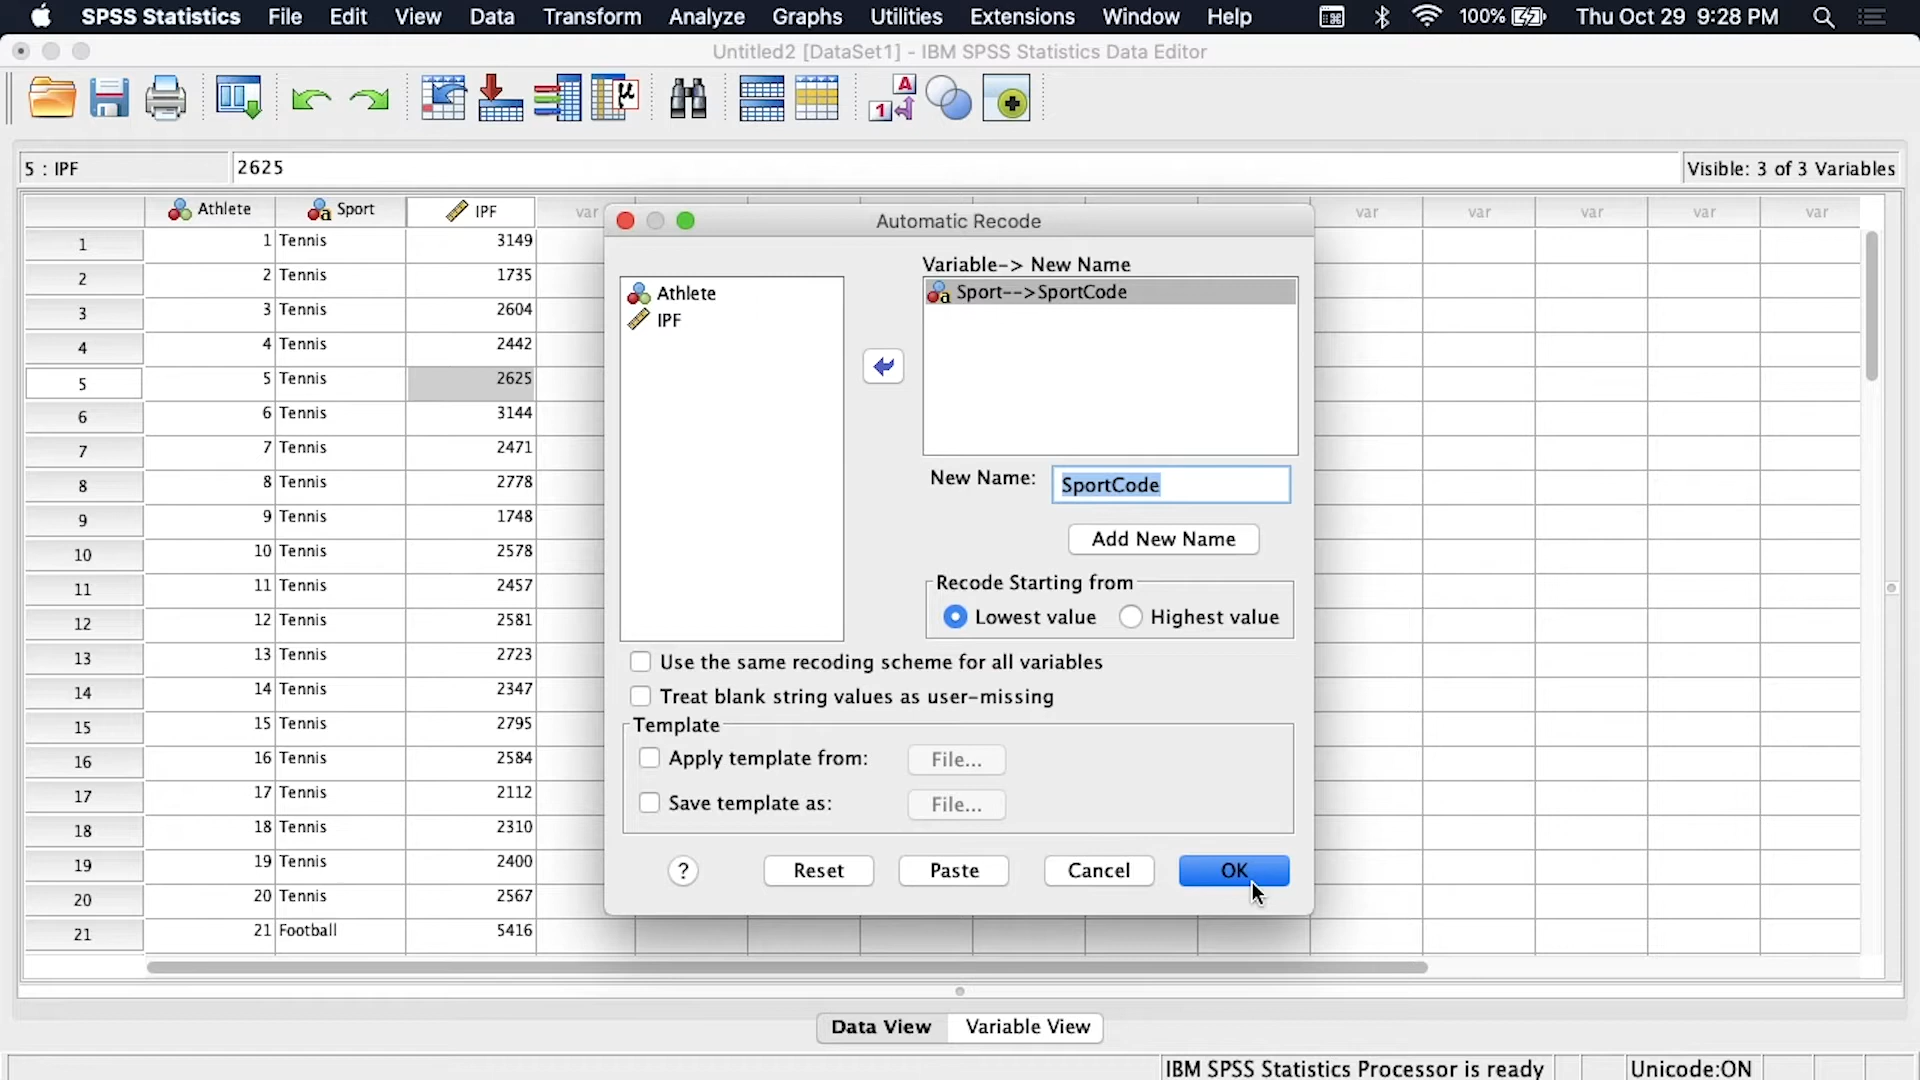 SPSS Statistics File Edit View Data Transform Analyze Graphs Utilities Extensions Window Help 100% Thu Oct 29 9:28 PM
Untitled2 [DataSet1] - IBM SPSS Statistics Data Editor
5 : IPF 2625 Visible: 3 of 3 Variables
Athlete Sport IPF var var var var var var
1 1 Tennis 3149
2 2 Tennis 1735
3 3 Tennis 2604
4 4 Tennis 2442
5 5 Tennis 2625
6 6 Tennis 3144
7 7 Tennis 2471
8 8 Tennis 2778
9 9 Tennis 1748
10 10 Tennis 2578
11 11 Tennis 2457
12 12 Tennis 2581
13 13 Tennis 2723
14 14 Tennis 2347
15 15 Tennis 2795
16 16 Tennis 2584
17 17 Tennis 2112
18 18 Tennis 2310
19 19 Tennis 2400
20 20 Tennis 2567
21 21 Football 5416
Automatic Recode
Variable-> New Name
Athlete
IPF
Sport-->SportCode
New Name: SportCode
Add New Name
Recode Starting from
Lowest value Highest value
Use the same recoding scheme for all variables
Treat blank string values as user-missing
Template
Apply template from: File...
Save template as: File...
? Reset Paste Cancel OK
Data View Variable View
IBM SPSS Statistics Processor is ready Unicode:ON